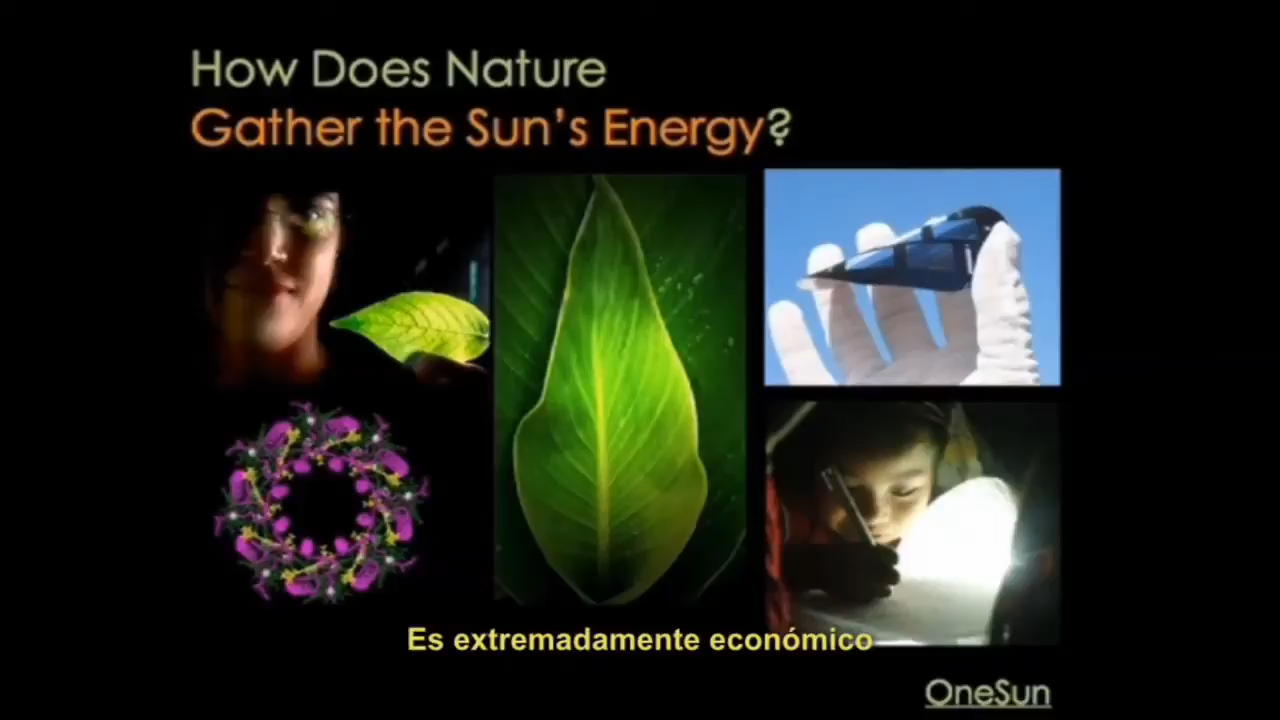 How Does Nature
Gather the Sun's Energy?
Es extremadamente económico
OneSun